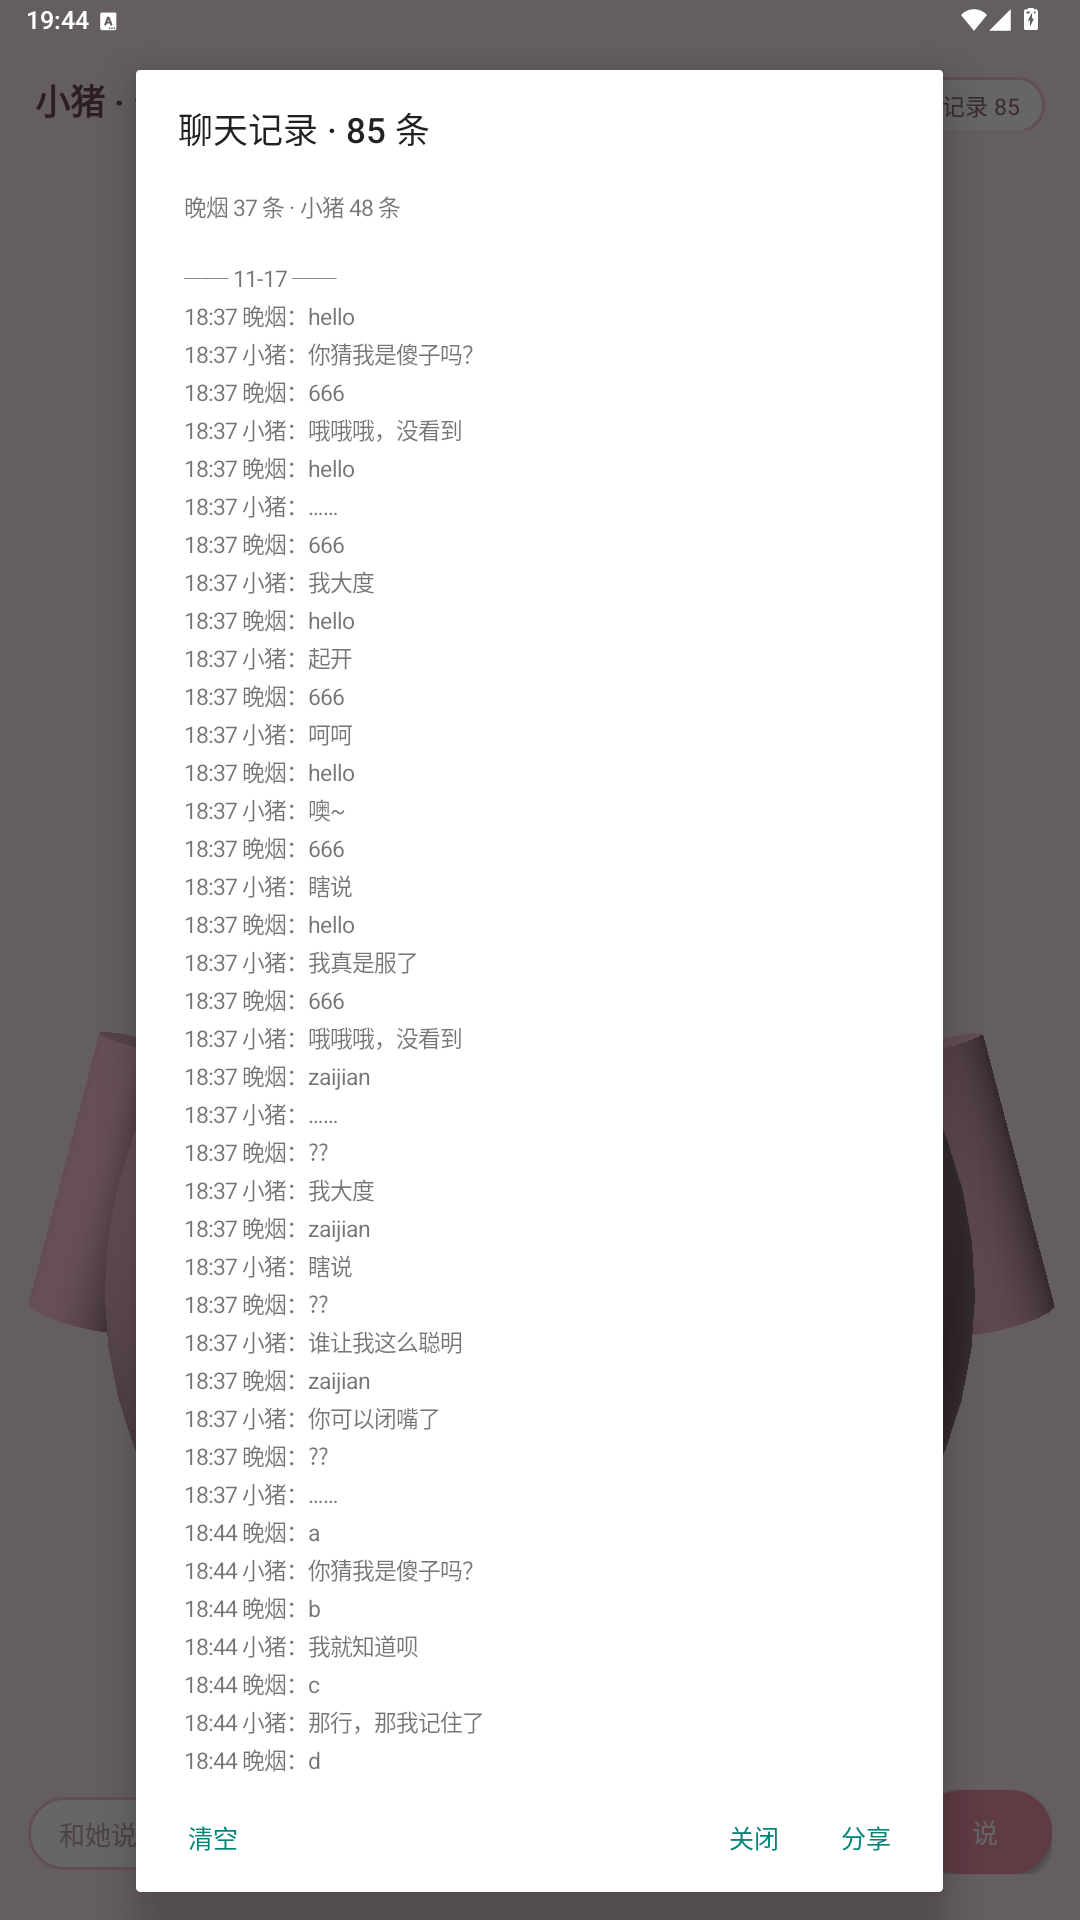 19:44
小猪 ·
记录 85
聊天记录 · 85 条
晚烟 37 条 · 小猪 48 条
—— 11-17 ——
18:37 晚烟：hello
18:37 小猪：你猜我是傻子吗？
18:37 晚烟：666
18:37 小猪：哦哦哦，没看到
18:37 晚烟：hello
18:37 小猪：……
18:37 晚烟：666
18:37 小猪：我大度
18:37 晚烟：hello
18:37 小猪：起开
18:37 晚烟：666
18:37 小猪：呵呵
18:37 晚烟：hello
18:37 小猪：噢~
18:37 晚烟：666
18:37 小猪：瞎说
18:37 晚烟：hello
18:37 小猪：我真是服了
18:37 晚烟：666
18:37 小猪：哦哦哦，没看到
18:37 晚烟：zaijian
18:37 小猪：……
18:37 晚烟：??
18:37 小猪：我大度
18:37 晚烟：zaijian
18:37 小猪：瞎说
18:37 晚烟：??
18:37 小猪：谁让我这么聪明
18:37 晚烟：zaijian
18:37 小猪：你可以闭嘴了
18:37 晚烟：??
18:37 小猪：……
18:44 晚烟：a
18:44 小猪：你猜我是傻子吗？
18:44 晚烟：b
18:44 小猪：我就知道呗
18:44 晚烟：c
18:44 小猪：那行，那我记住了
18:44 晚烟：d
和她说
说
清空
关闭
分享